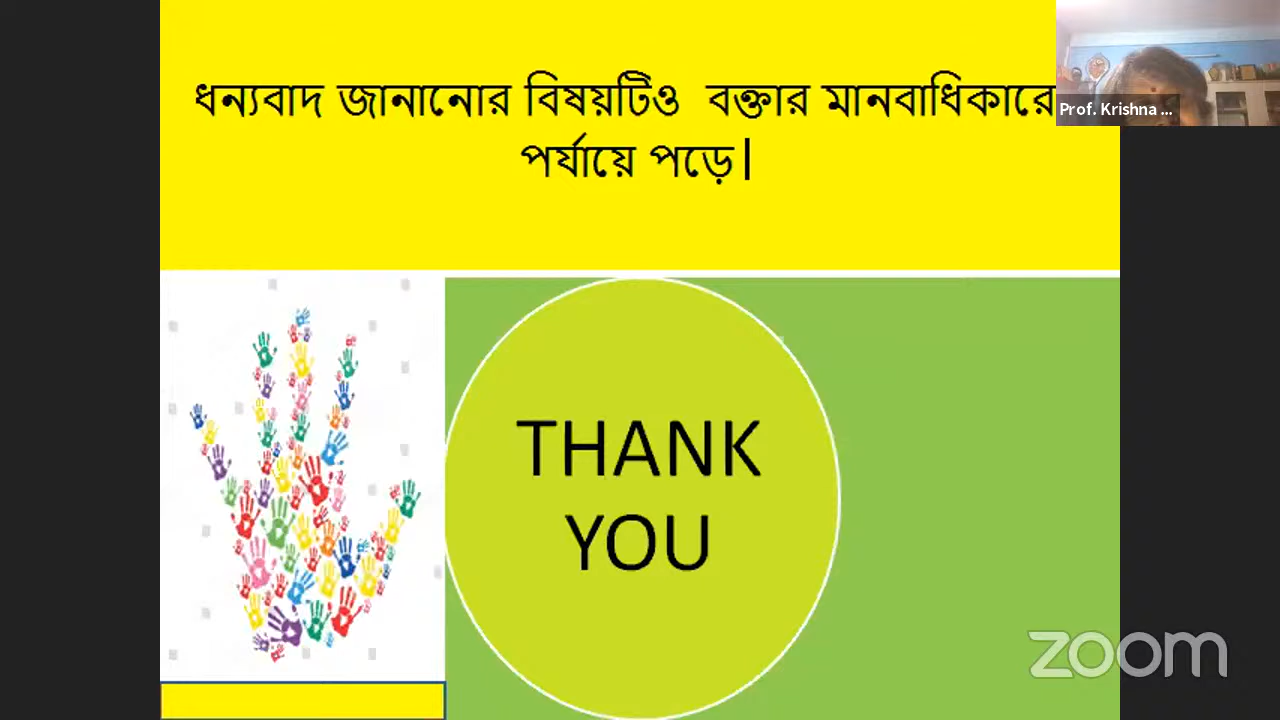 ধন্যবাদ জানানোর বিষয়টিও বক্তার মানবাধিকারে
পর্যায়ে পড়ে।
Prof. Krishna ...
THANK
YOU
zoom